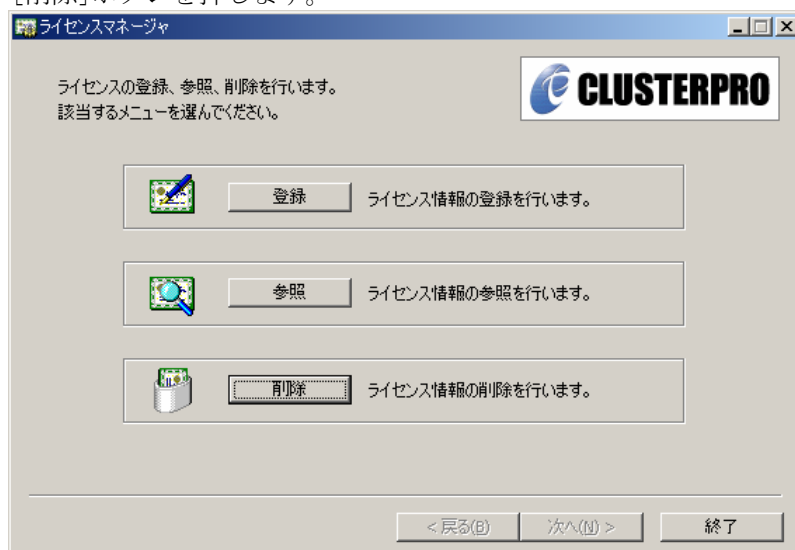 [削除]ボタンを押します。
ライセンスマネージャ
ライセンスの登録、参照、削除を行います。
該当するメニューを選んでください。
CLUSTERPRO
登録 ライセンス情報の登録を行います。
参照 ライセンス情報の参照を行います。
削除 ライセンス情報の削除を行います。
< 戻る(B) 次へ(N) > 終了